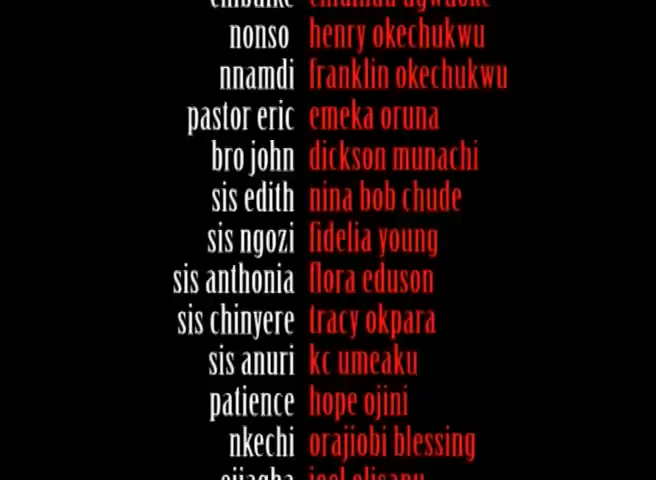 nonso henry okechukwu
nnamdi franklin okechukwu
pastor eric emeka oruna
bro john dickson munachi
sis edith nina bob chude
sis ngozi fidelia young
sis anthonia flora eduson
sis chinyere tracy okpara
sis anuri kc umeaku
patience hope ojini
nkechi orajiobi blessing